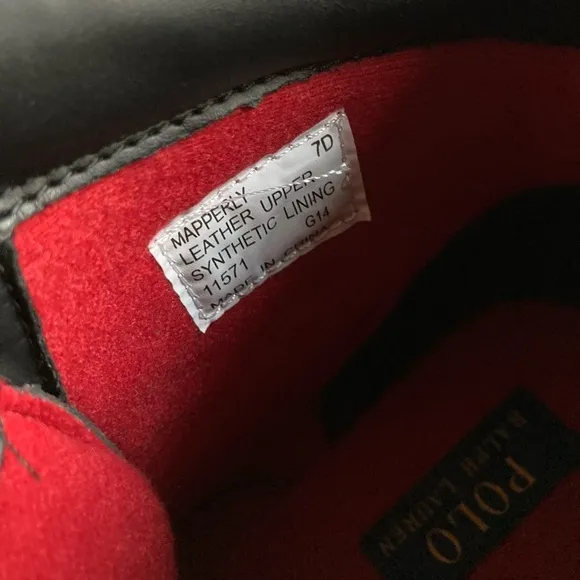 MAPPERLY 7D
LEATHER UPPER
SYNTHETIC LINING
11571 G14
MADE IN CHINA
POLO
RALPH LAUREN